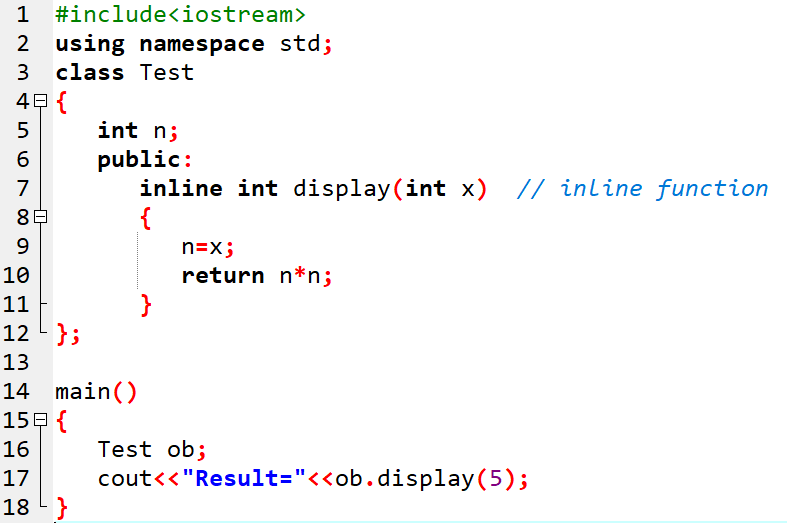 1 #include<iostream>
2 using namespace std;
3 class Test
4 {
5 int n;
6 public:
7 inline int display(int x) // inline function
8 {
9 n=x;
10 return n*n;
11 }
12 };
13
14 main()
15 {
16 Test ob;
17 cout<<"Result="<<ob.display(5);
18 }